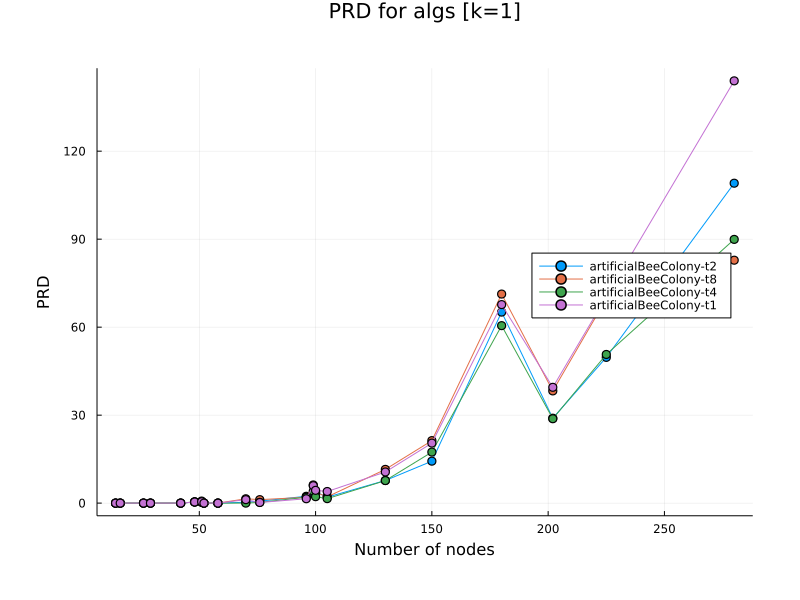 PRD for algs [k=1]
120
90
60
30
0
PRD
artificialBeeColony-t2
artificialBeeColony-t8
artificialBeeColony-t4
artificialBeeColony-t1
50 100 150 200 250
Number of nodes